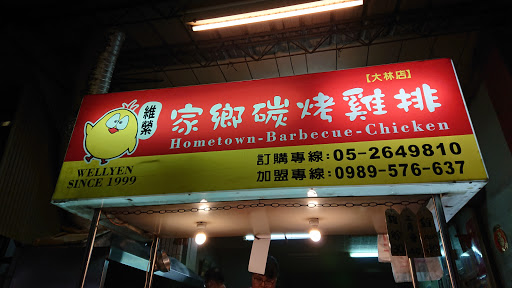 【大林店】
維縈
家鄉碳烤雞排
Hometown-Barbecue-Chicken
WELLYEN
SINCE 1999
訂購專線:05-2649810
加盟專線:0989-576-637